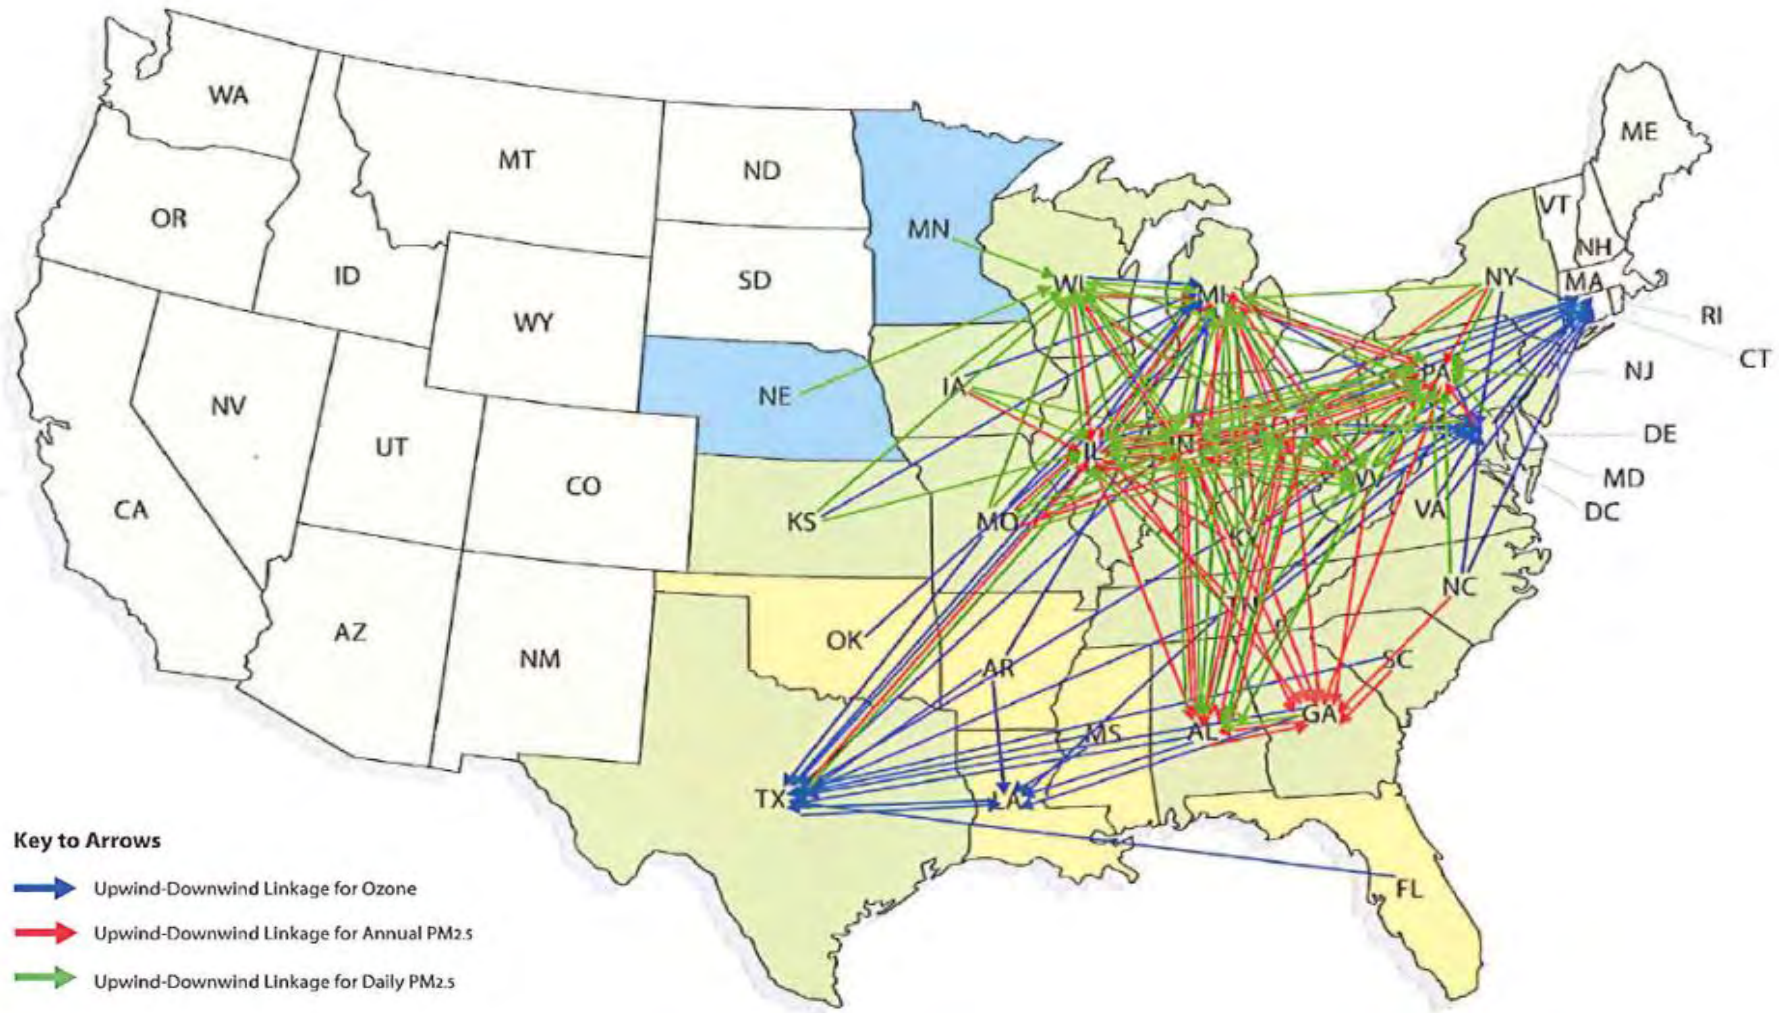 WA
MT
ND
OR
ID
SD
WY
MN
WI
MI
NY
VT
NH
ME
MA
RI
CT
NJ
NE
IA
PA
NV
UT
CO
CA
KS
MO
IL
IN
WV
VA
DE
MD
DC
KY
TN
NC
AZ
NM
OK
AR
SC
MS
AL
GA
TX
LA
FL
Key to Arrows
Upwind-Downwind Linkage for Ozone
Upwind-Downwind Linkage for Annual PM2.5
Upwind-Downwind Linkage for Daily PM2.5